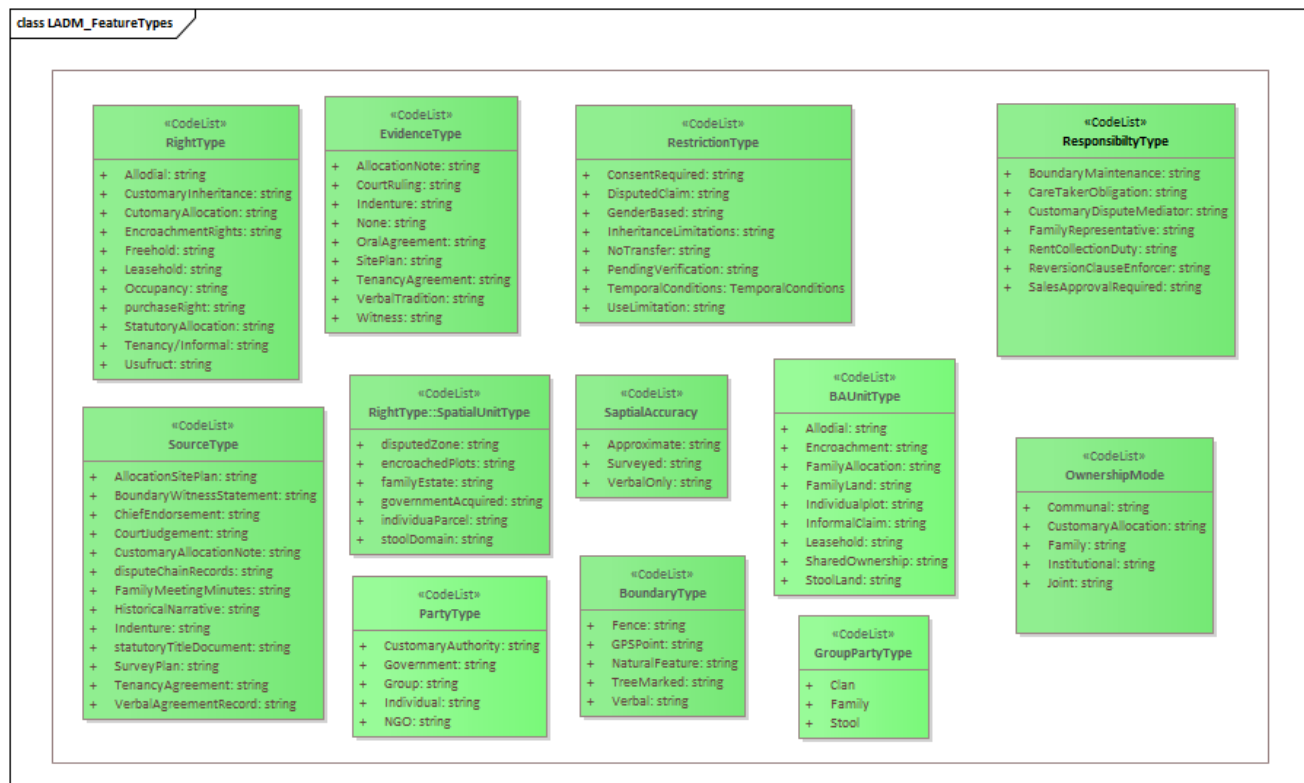 class LADM_FeatureTypes
«CodeList»
RightType
+ Allodial: string
+ CustomaryInheritance: string
+ CutomaryAllocation: string
+ EncroachmentRights: string
+ Freehold: string
+ Leasehold: string
+ Occupancy: string
+ purchaseRight: string
+ StatutoryAllocation: string
+ Tenancy/Informal: string
+ Usufruct: string
«CodeList»
EvidenceType
+ AllocationNote: string
+ CourtRuling: string
+ Indenture: string
+ None: string
+ OralAgreement: string
+ SitePlan: string
+ TenancyAgreement: string
+ VerbalTradition: string
+ Witness: string
«CodeList»
RestrictionType
+ ConsentRequired: string
+ DisputedClaim: string
+ GenderBased: string
+ InheritanceLimitations: string
+ NoTransfer: string
+ PendingVerification: string
+ TemporalConditions: TemporalConditions
+ UseLimitation: string
«CodeList»
ResponsibiltyType
+ BoundaryMaintenance: string
+ CareTakerObligation: string
+ CustomaryDisputeMediator: string
+ FamilyRepresentative: string
+ RentCollectionDuty: string
+ ReversionClauseEnforcer: string
+ SalesApprovalRequired: string
«CodeList»
SourceType
+ AllocationSitePlan: string
+ BoundaryWitnessStatement: string
+ ChiefEndorsement: string
+ CourtJudgement: string
+ CustomaryAllocationNote: string
+ disputeChainRecords: string
+ FamilyMeetingMinutes: string
+ HistoricalNarrative: string
+ Indenture: string
+ statutoryTitleDocument: string
+ SurveyPlan: string
+ TenancyAgreement: string
+ VerbalAgreementRecord: string
«CodeList»
RightType::SpatialUnitType
+ disputedZone: string
+ encroachedPlots: string
+ familyEstate: string
+ governmentAcquired: string
+ individuaParcel: string
+ stoolDomain: string
«CodeList»
SaptialAccuracy
+ Approximate: string
+ Surveyed: string
+ VerbalOnly: string
«CodeList»
BAUnitType
+ Allodial: string
+ Encroachment: string
+ FamilyAllocation: string
+ FamilyLand: string
+ Individualplot: string
+ InformalClaim: string
+ Leasehold: string
+ SharedOwnership: string
+ StoolLand: string
«CodeList»
OwnershipMode
+ Communal: string
+ CustomaryAllocation: string
+ Family: string
+ Institutional: string
+ Joint: string
«CodeList»
PartyType
+ CustomaryAuthority: string
+ Government: string
+ Group: string
+ Individual: string
+ NGO: string
«CodeList»
BoundaryType
+ Fence: string
+ GPSPoint: string
+ NaturalFeature: string
+ TreeMarked: string
+ Verbal: string
«CodeList»
GroupPartyType
+ Clan
+ Family
+ Stool